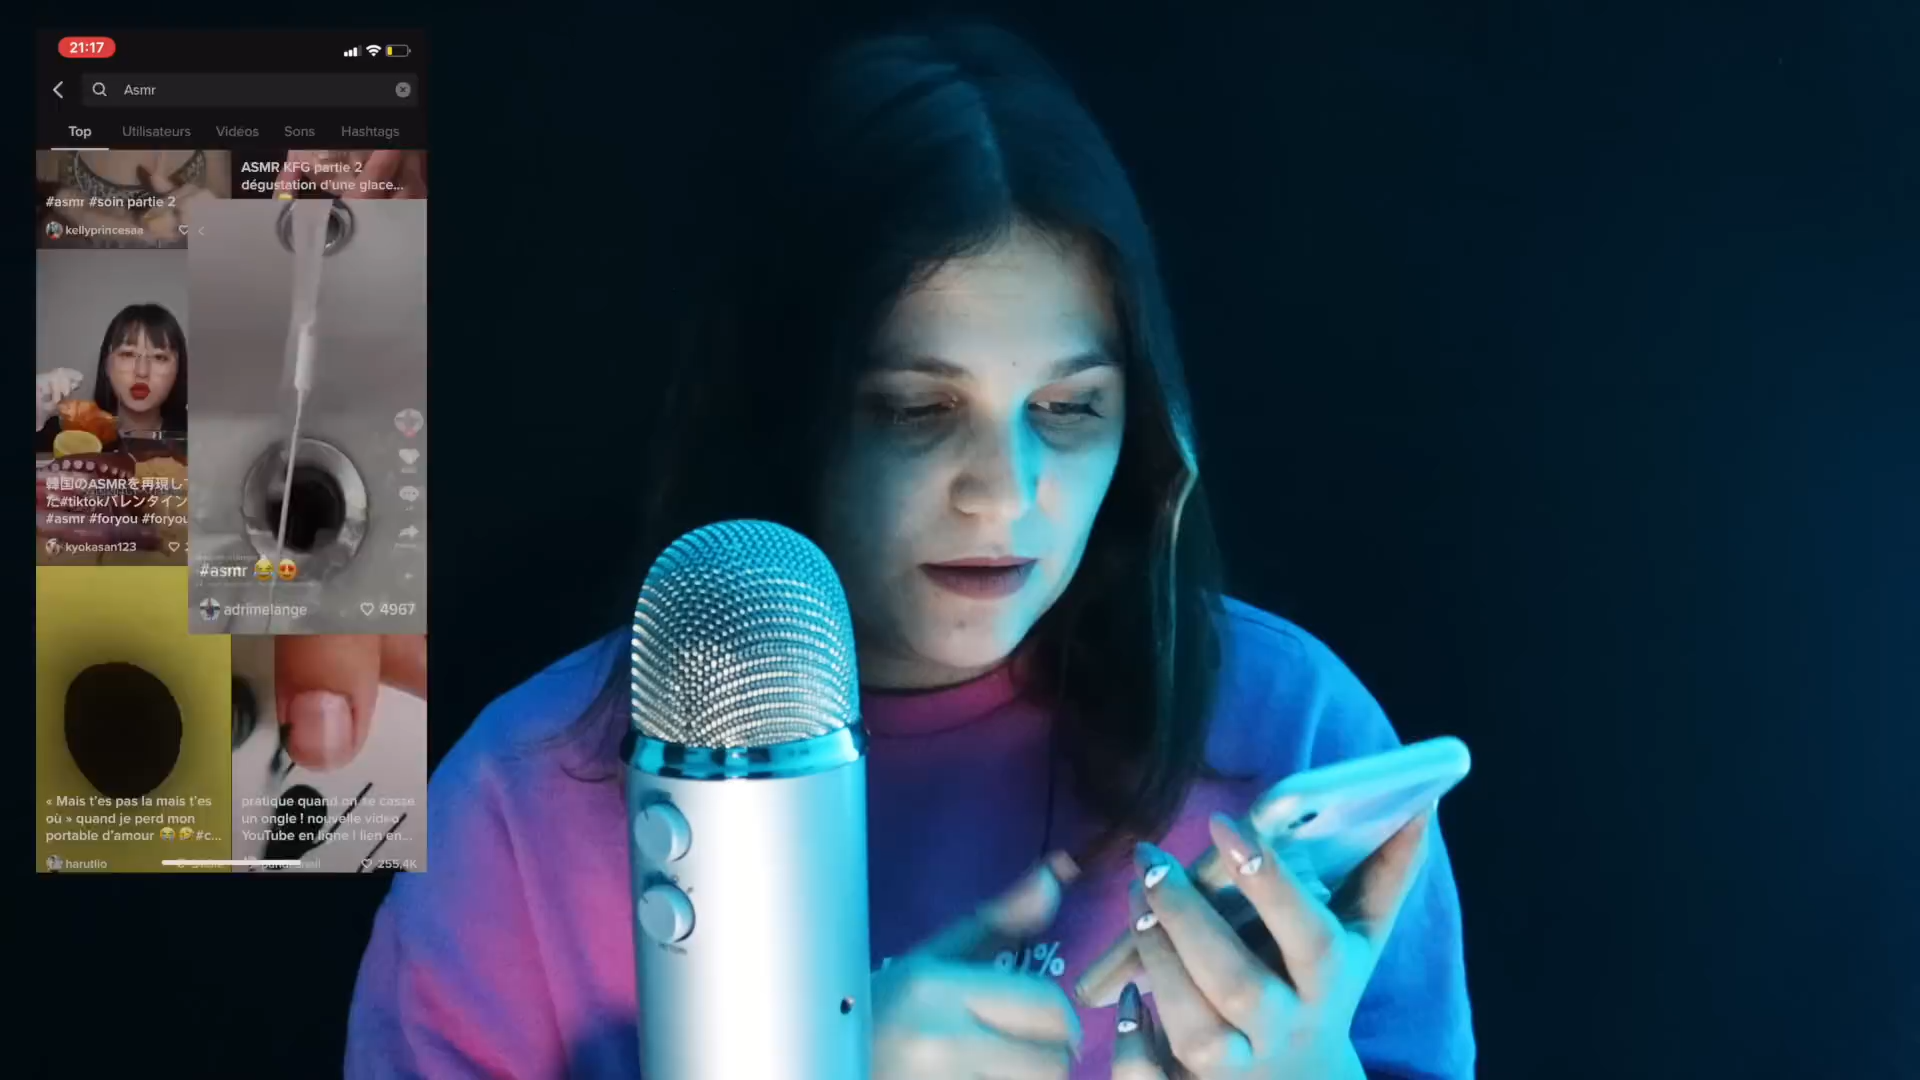 21:17
Asmr
Top Utilisateurs Vidéos Sons Hashtags
#asmr #soin partie 2
kellyprincesaa
ASMR KFG partie 2
dégustation d'une glace...
韓国のASMRを再現し
た#tiktokバレンタイン
#asmr #foryou #foryou
kyokasan123
#asmr 😂😍
adrimelange 4967
« Mais t'es pas la mais t'es
où » quand je perd mon
portable d'amour 😭🤣#c...
harutlio
pratique quand on se casse
un ongle ! nouvelle vidéo
YouTube en ligne ! lien en...
255,4K
%